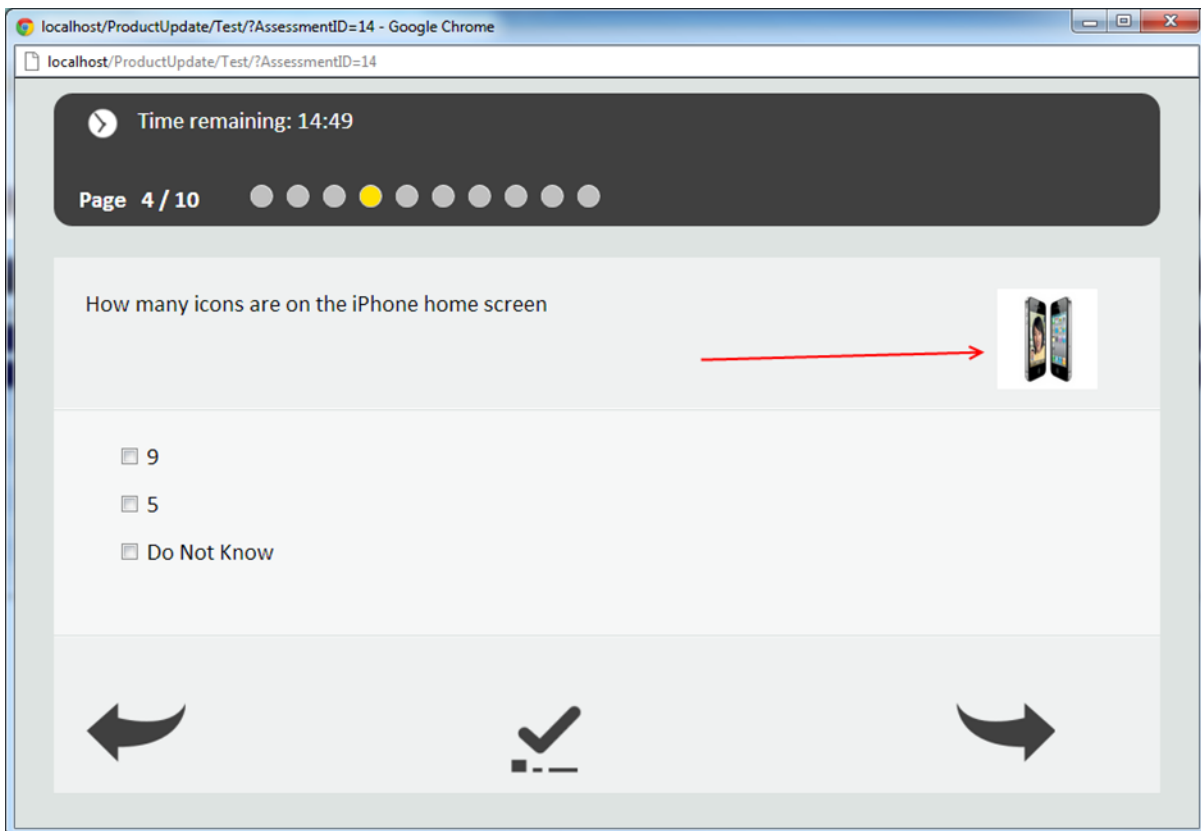 localhost/ProductUpdate/Test/?AssessmentID=14 - Google Chrome
localhost/ProductUpdate/Test/?AssessmentID=14
Time remaining: 14:49
Page 4 / 10
How many icons are on the iPhone home screen
9
5
Do Not Know